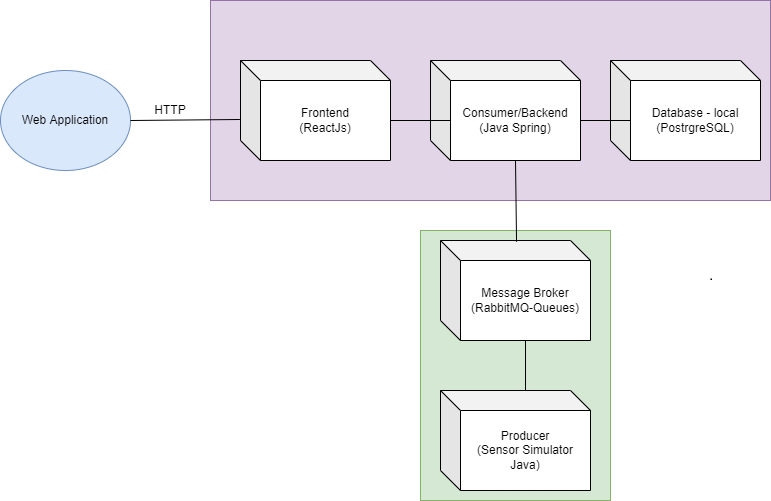 HTTP
Web Application
Frontend
(ReactJs)
Consumer/Backend
(Java Spring)
Database - local
(PostrgreSQL)
Message Broker
(RabbitMQ-Queues)
.
Producer
(Sensor Simulator
Java)